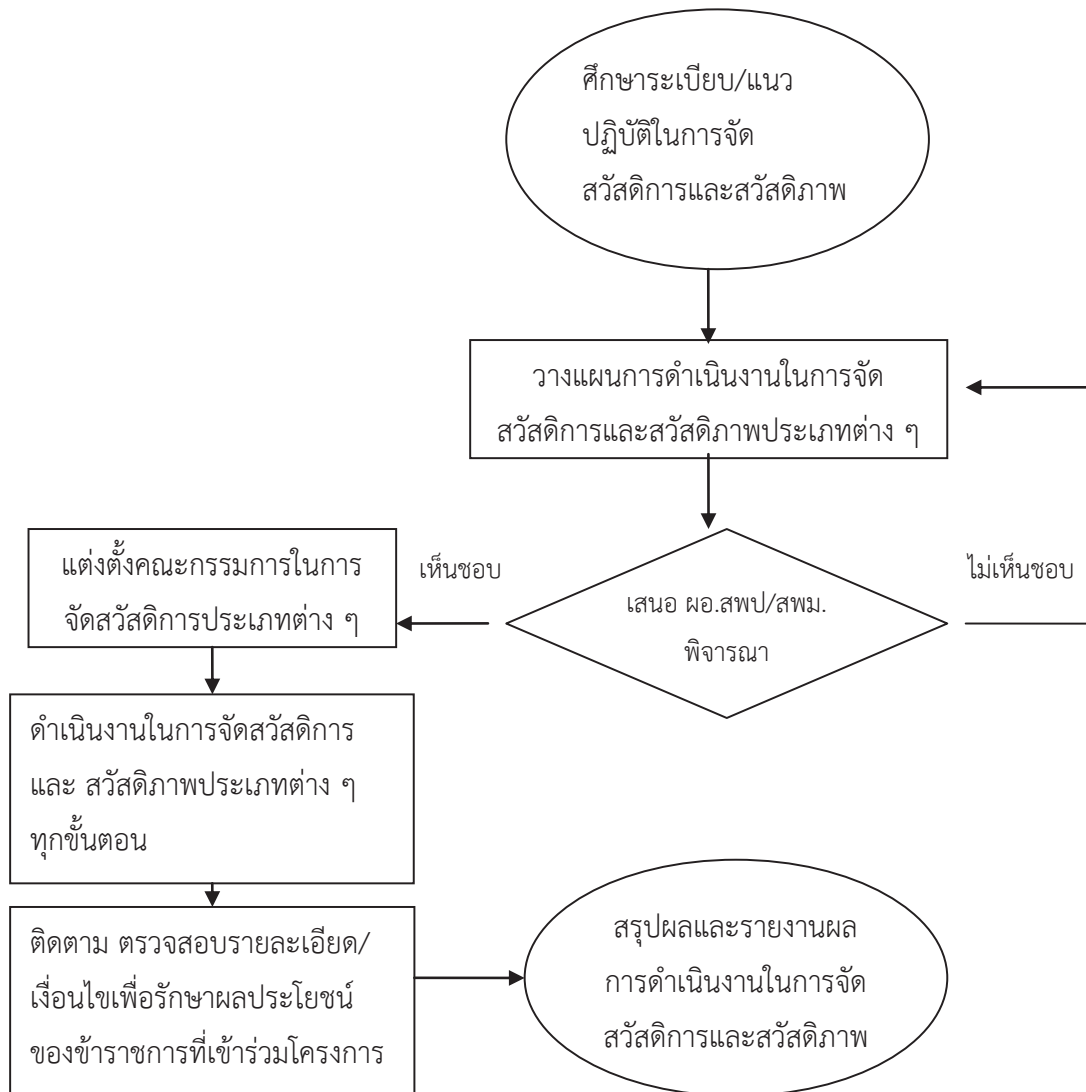 ศึกษาระเบียบ/แนว
ปฏิบัติในการจัด
สวัสดิการและสวัสดิภาพ
วางแผนการดำเนินงานในการจัด
สวัสดิการและสวัสดิภาพประเภทต่าง ๆ
แต่งตั้งคณะกรรมการในการ
จัดสวัสดิการประเภทต่าง ๆ
เห็นชอบ
เสนอ ผอ.สพป/สพม.
พิจารณา
ไม่เห็นชอบ
ดำเนินงานในการจัดสวัสดิการ
และ สวัสดิภาพประเภทต่าง ๆ
ทุกขั้นตอน
ติดตาม ตรวจสอบรายละเอียด/
เงื่อนไขเพื่อรักษาผลประโยชน์
ของข้าราชการที่เข้าร่วมโครงการ
สรุปผลและรายงานผล
การดำเนินงานในการจัด
สวัสดิการและสวัสดิภาพ